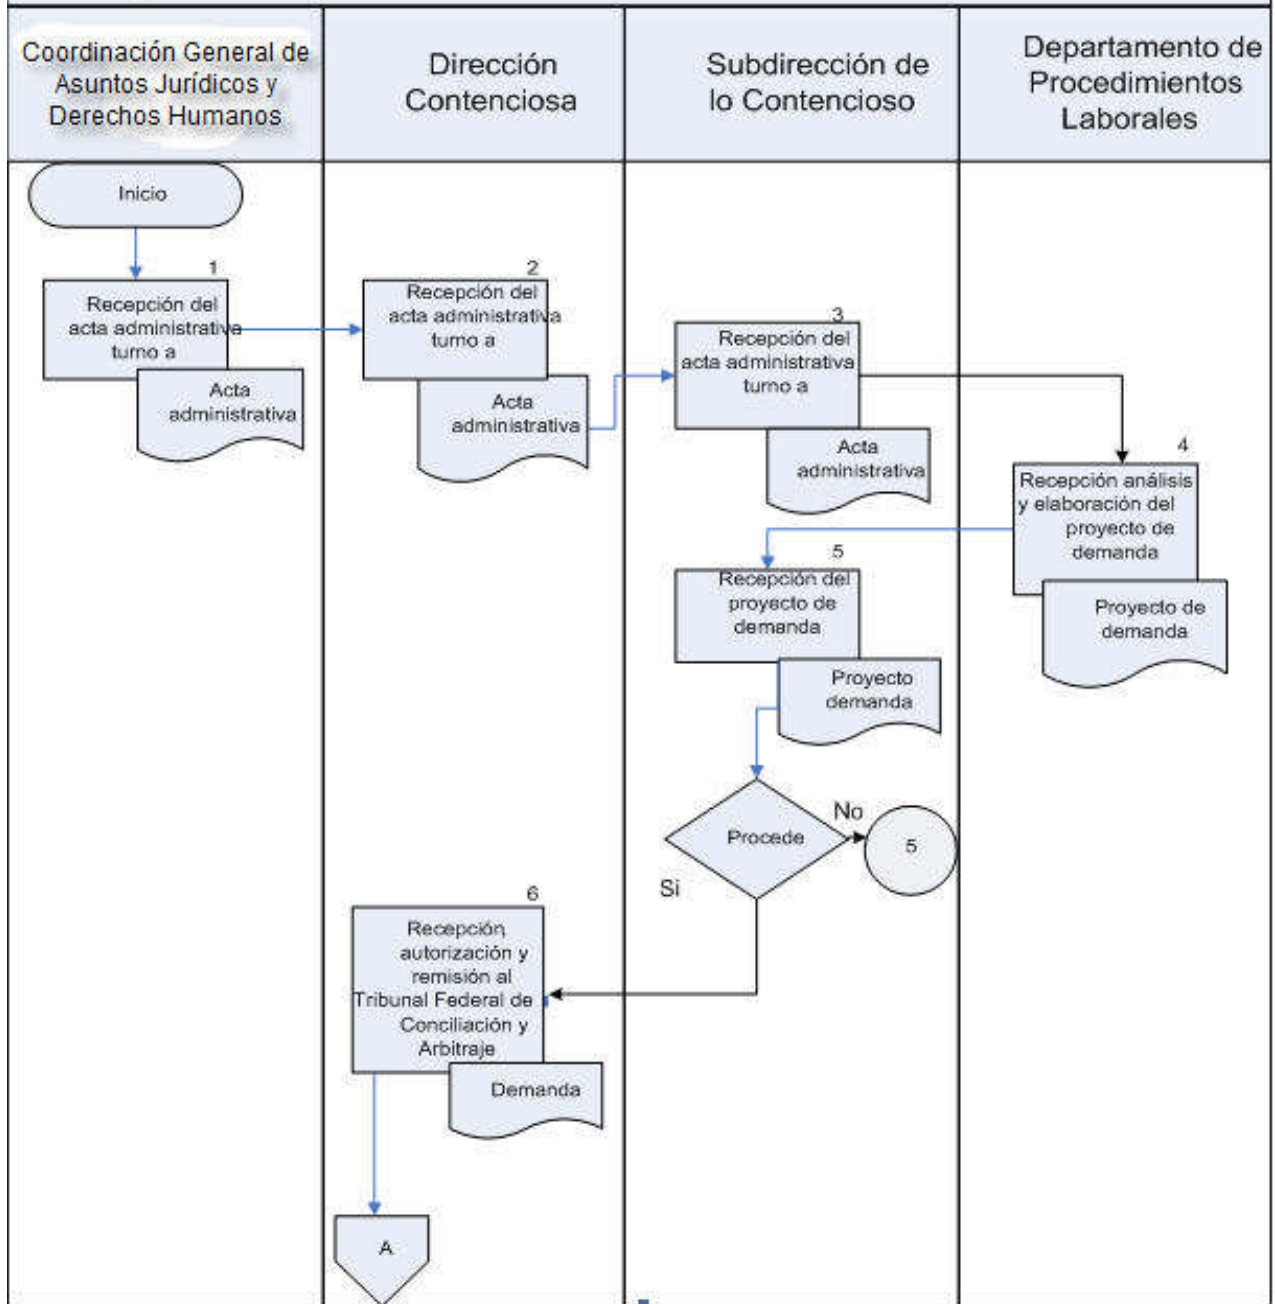 Coordinación General de
Asuntos Jurídicos y
Derechos Humanos
Dirección
Contenciosa
Subdirección de
lo Contencioso
Departamento de
Procedimientos
Laborales
Inicio
1
Recepción del
acta administrativa
turno a
Acta
administrativa
2
Recepción del
acta administrativa
turno a
Acta
administrativa
3
Recepción del
acta administrativa
turno a
Acta
administrativa
4
Recepción análisis
y elaboración del
proyecto de
demanda
Proyecto de
demanda
5
Recepción del
proyecto de
demanda
Proyecto
demanda
Procede
No
5
Si
6
Recepción,
autorización y
remisión al
Tribunal Federal de
Conciliación y
Arbitraje
Demanda
A